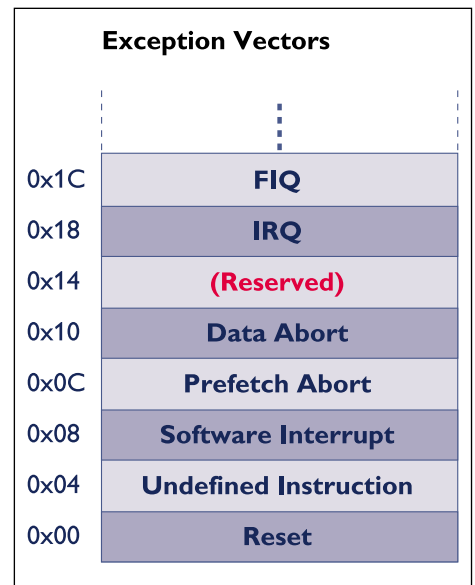 Exception Vectors
0x1C FIQ
0x18 IRQ
0x14 (Reserved)
0x10 Data Abort
0x0C Prefetch Abort
0x08 Software Interrupt
0x04 Undefined Instruction
0x00 Reset